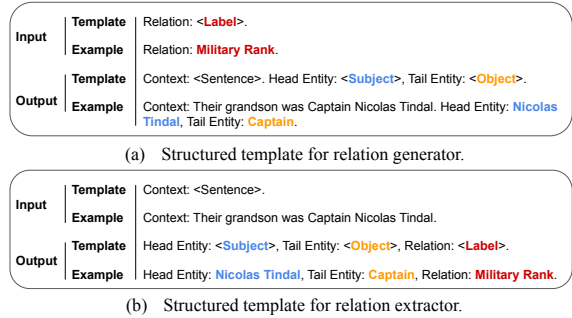 Input
Template Relation: <Label>.
Example Relation: Military Rank.
Output
Template Context: <Sentence>. Head Entity: <Subject>, Tail Entity: <Object>.
Example Context: Their grandson was Captain Nicolas Tindal. Head Entity: Nicolas
Tindal, Tail Entity: Captain.
(a) Structured template for relation generator.
Input
Template Context: <Sentence>.
Example Context: Their grandson was Captain Nicolas Tindal.
Output
Template Head Entity: <Subject>, Tail Entity: <Object>, Relation: <Label>.
Example Head Entity: Nicolas Tindal, Tail Entity: Captain, Relation: Military Rank.
(b) Structured template for relation extractor.